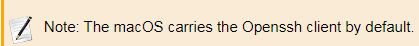 Note: The macOS carries the Openssh client by default.